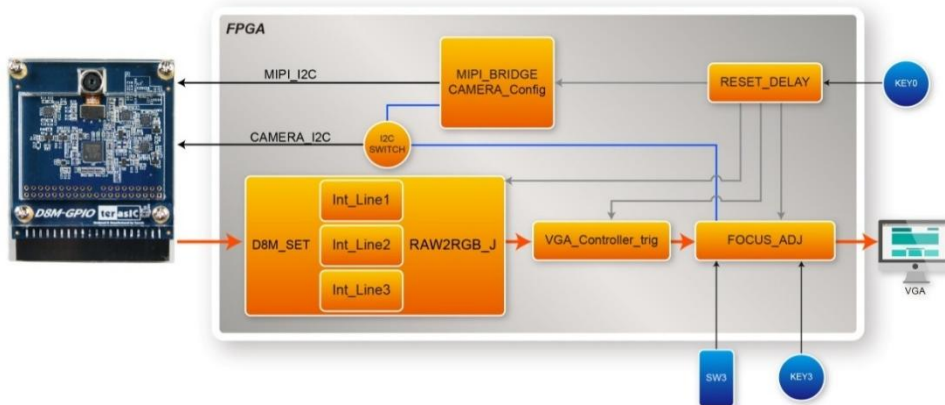 FPGA
MIPI_I2C
MIPI_BRIDGE
CAMERA_Config
RESET_DELAY
KEY0
CAMERA_I2C
I2C
SWITCH
D8M-GPIO
terasIC
D8M_SET
Int_Line1
Int_Line2
Int_Line3
RAW2RGB_J
VGA_Controller_trig
FOCUS_ADJ
VGA
SW3
KEY3